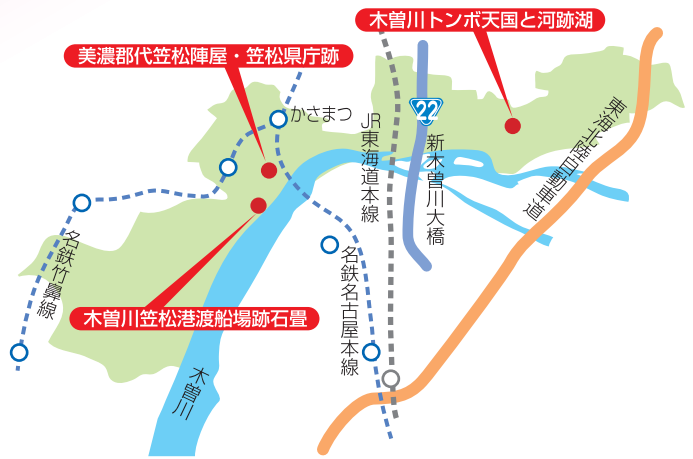 木曽川トンボ天国と河跡湖
美濃郡代笠松陣屋・笠松県庁跡
22
かさまつ
JR東海道本線
新木曽川大橋
東海北陸自動車道
名鉄竹鼻線
名鉄名古屋本線
木曽川笠松港渡船場跡石畳
木曽川